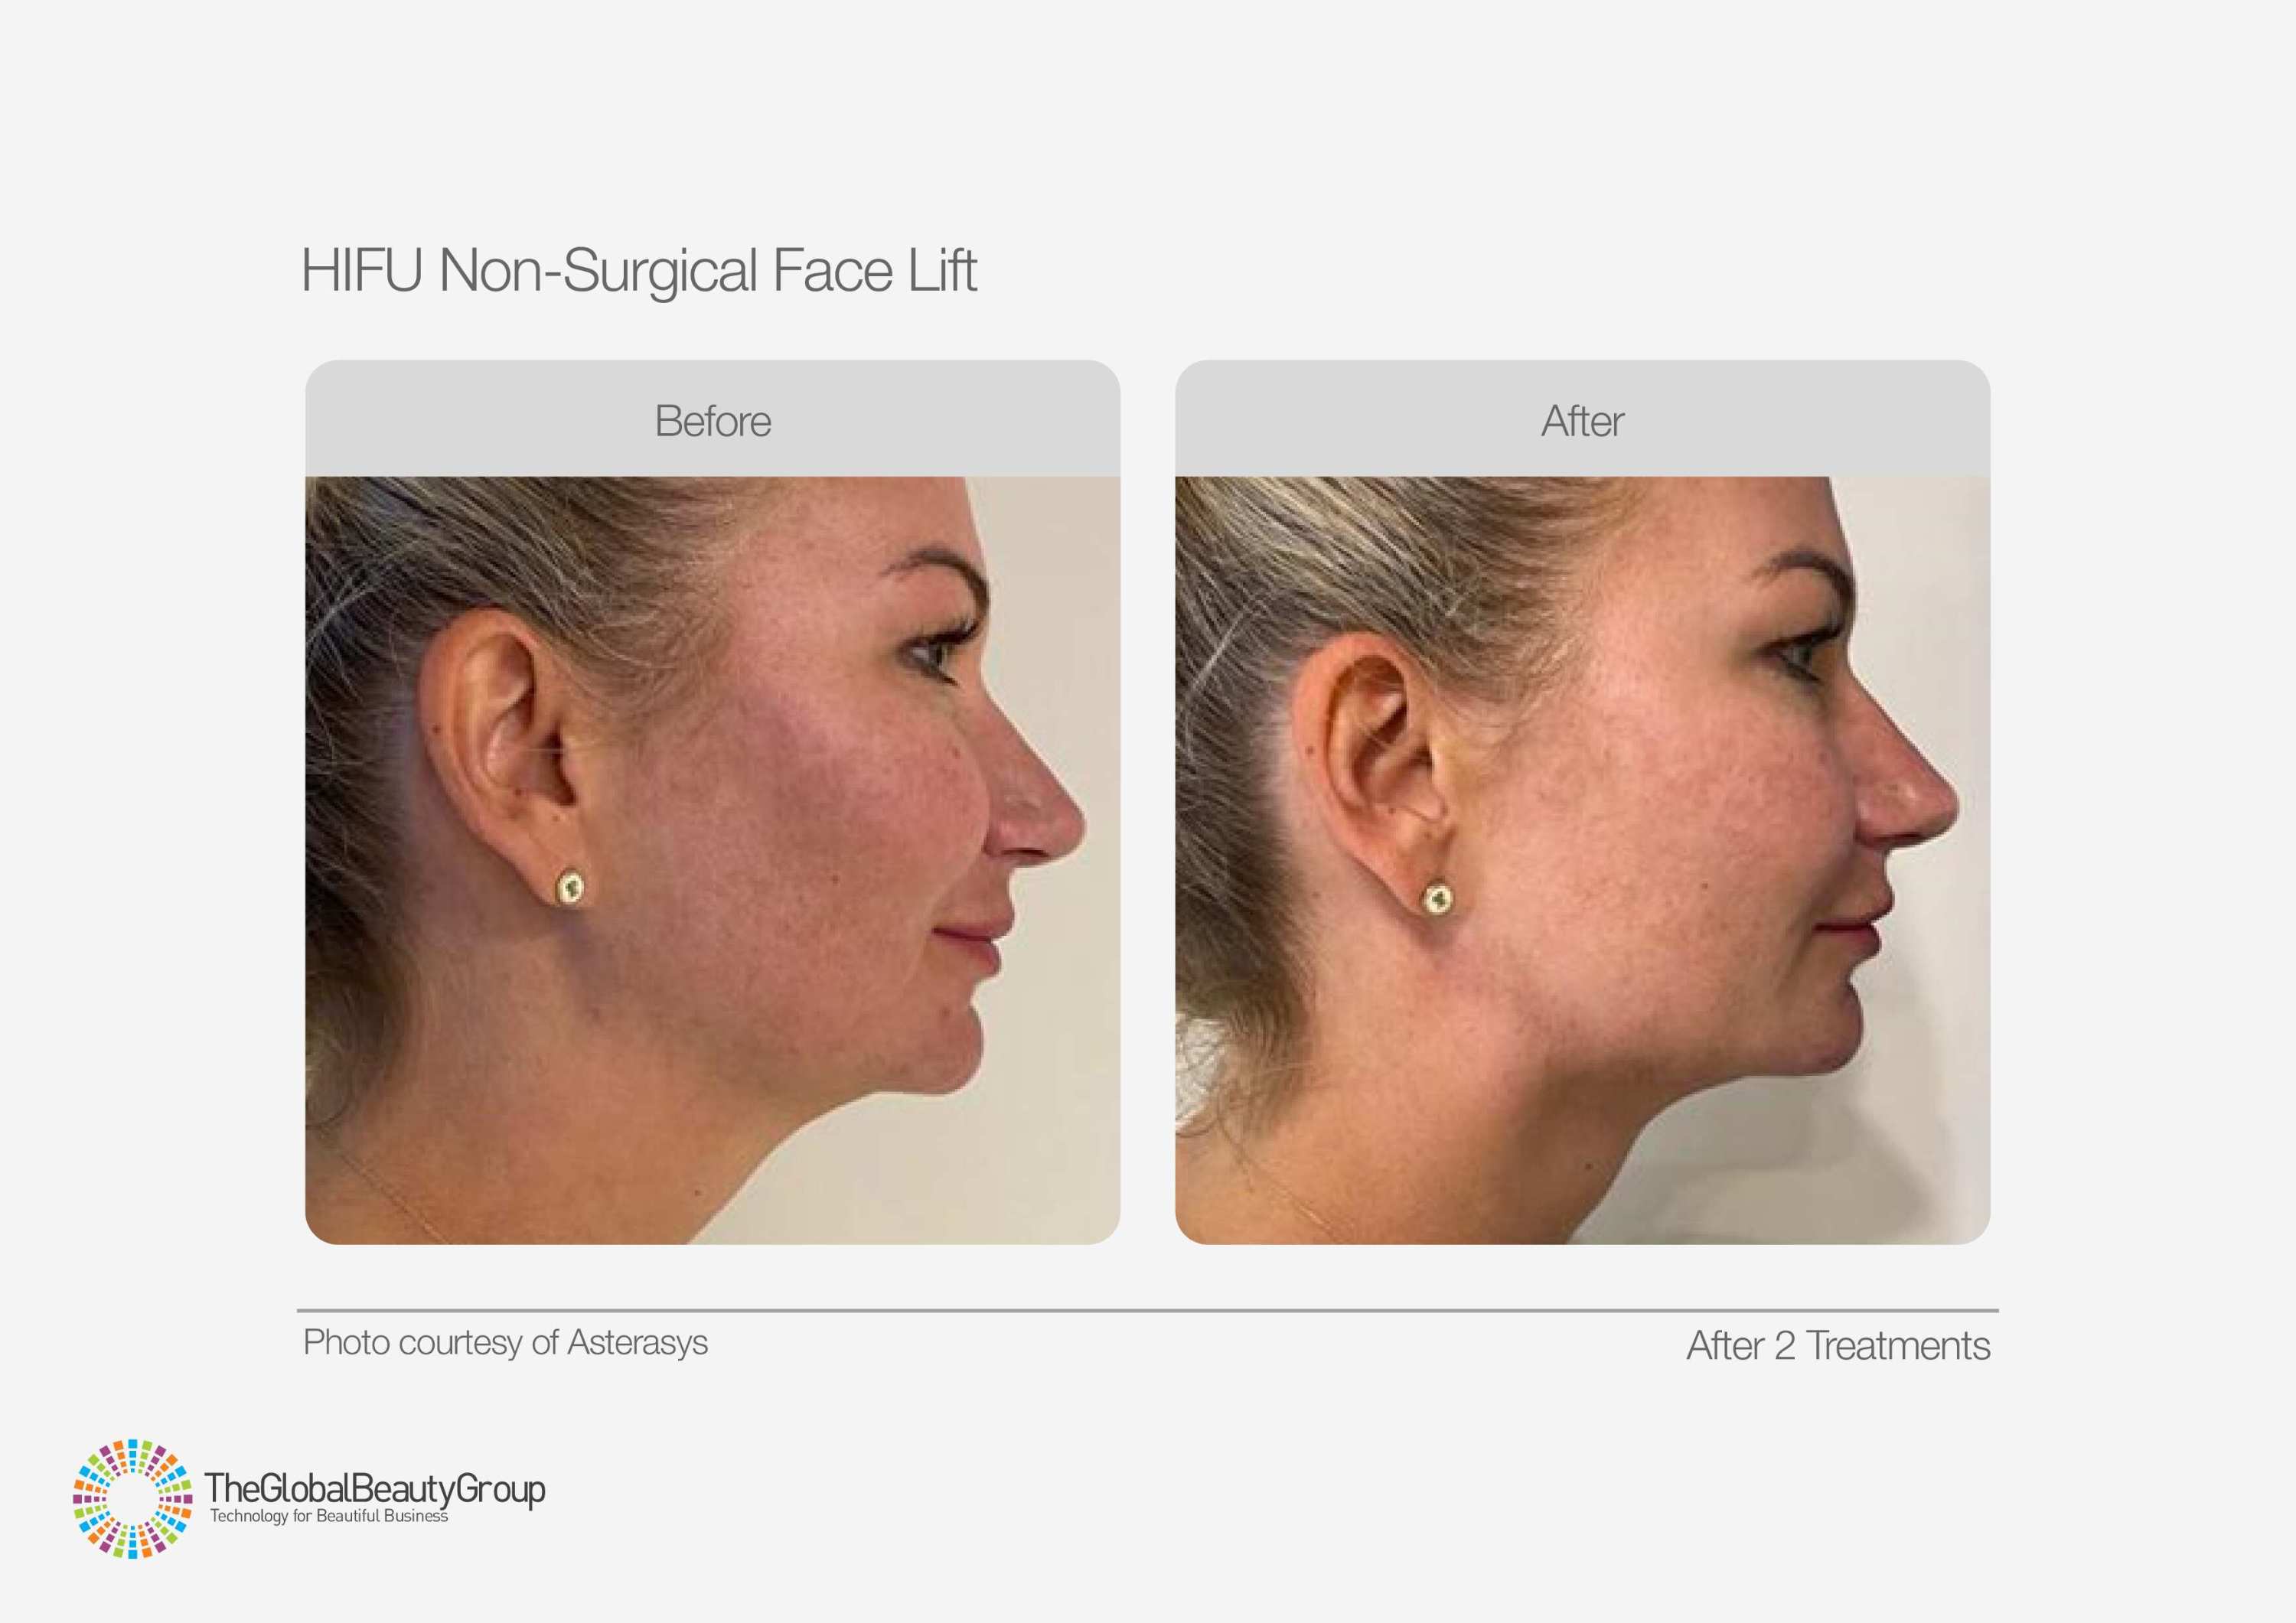 HIFU Non-Surgical Face Lift
Before
After
Photo courtesy of Asterasys
After 2 Treatments
TheGlobalBeautyGroup
Technology for Beautiful Business